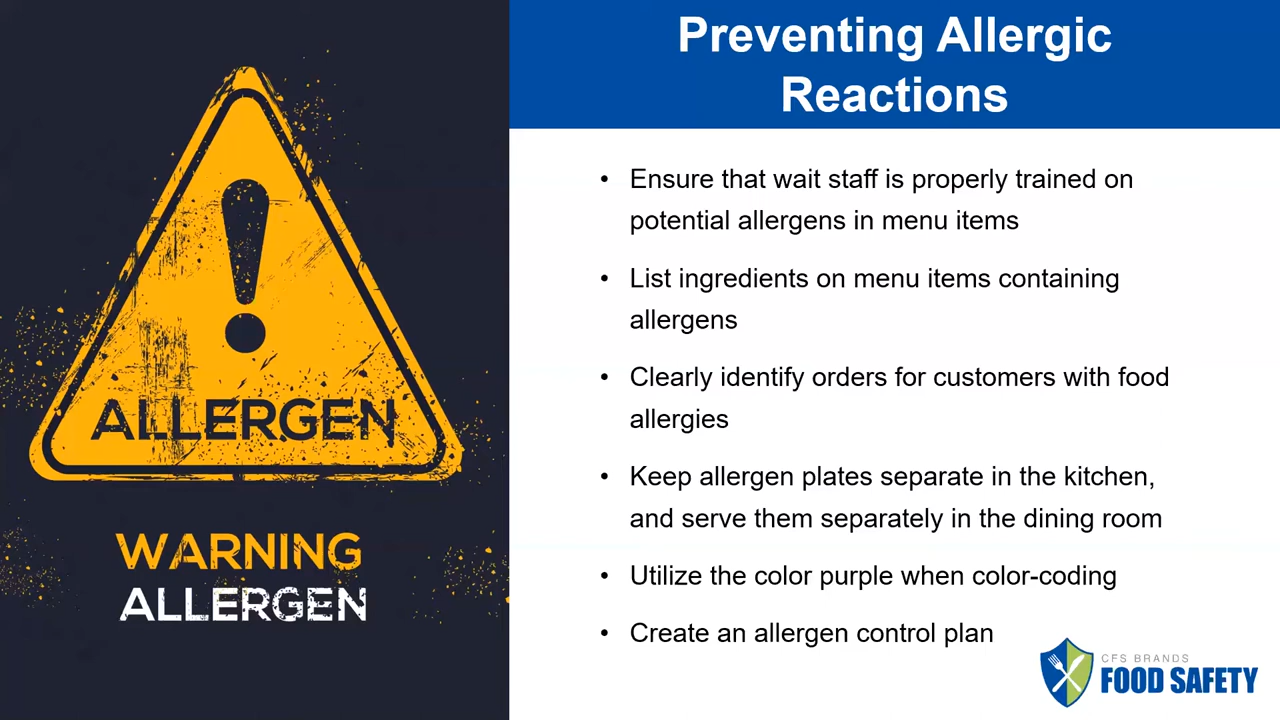 Preventing Allergic
Reactions
• Ensure that wait staff is properly trained on
potential allergens in menu items
• List ingredients on menu items containing
allergens
• Clearly identify orders for customers with food
allergies
• Keep allergen plates separate in the kitchen,
and serve them separately in the dining room
• Utilize the color purple when color-coding
• Create an allergen control plan
ALLERGEN
WARNING
ALLERGEN
CFS BRANDS
FOOD SAFETY